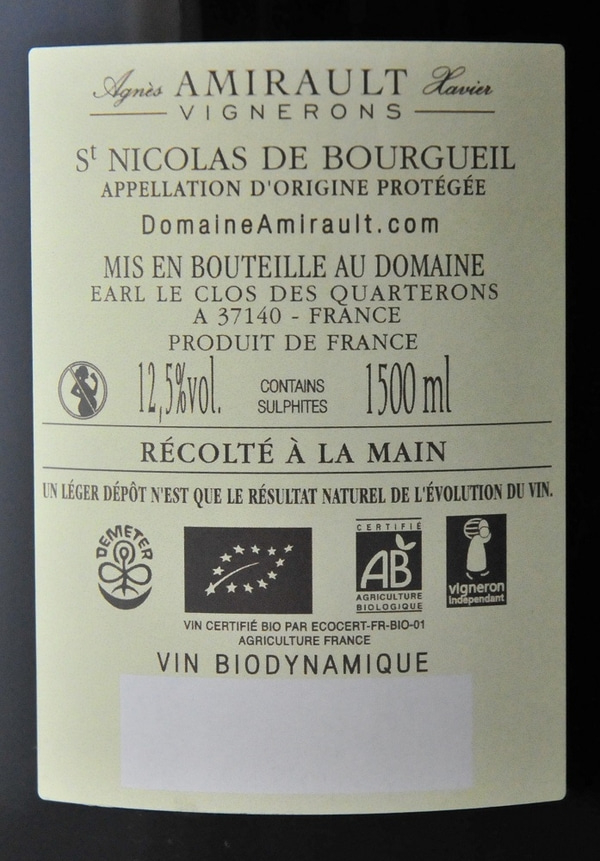 Agnès AMIRAULT Xavier
VIGNERONS
St NICOLAS DE BOURGUEIL
APPELLATION D'ORIGINE PROTÉGÉE
DomaineAmirault.com
MIS EN BOUTEILLE AU DOMAINE
EARL LE CLOS DES QUARTERONS
A 37140 - FRANCE
PRODUIT DE FRANCE
12,5%vol. CONTAINS SULPHITES 1500 ml
RÉCOLTÉ À LA MAIN
UN LÉGER DÉPÔT N'EST QUE LE RÉSULTAT NATUREL DE L'ÉVOLUTION DU VIN.
DEMETER
CERTIFIÉ
AB
AGRICULTURE
BIOLOGIQUE
vigneron
indépendant
VIN CERTIFIÉ BIO PAR ECOCERT-FR-BIO-01
AGRICULTURE FRANCE
VIN BIODYNAMIQUE